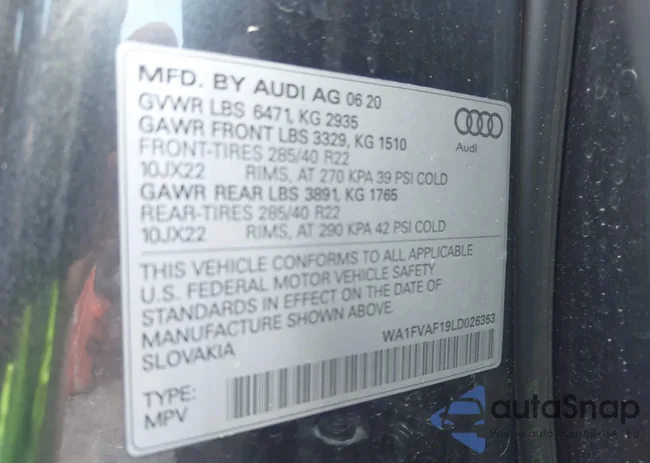 MFD. BY AUDI AG 06 20
GVWR LBS 6471, KG 2935
GAWR FRONT LBS 3329, KG 1510
FRONT-TIRES 285/40 R22
10JX22 RIMS, AT 270 KPA 39 PSI COLD
GAWR REAR LBS 3891, KG 1765
REAR-TIRES 285/40 R22
10JX22 RIMS, AT 290 KPA 42 PSI COLD
Audi
THIS VEHICLE CONFORMS TO ALL APPLICABLE
U.S. FEDERAL MOTOR VEHICLE SAFETY
STANDARDS IN EFFECT ON THE DATE OF
MANUFACTURE SHOWN ABOVE.
SLOVAKIA
WA1FVAF19LD026363
TYPE:
MPV
autoSnap